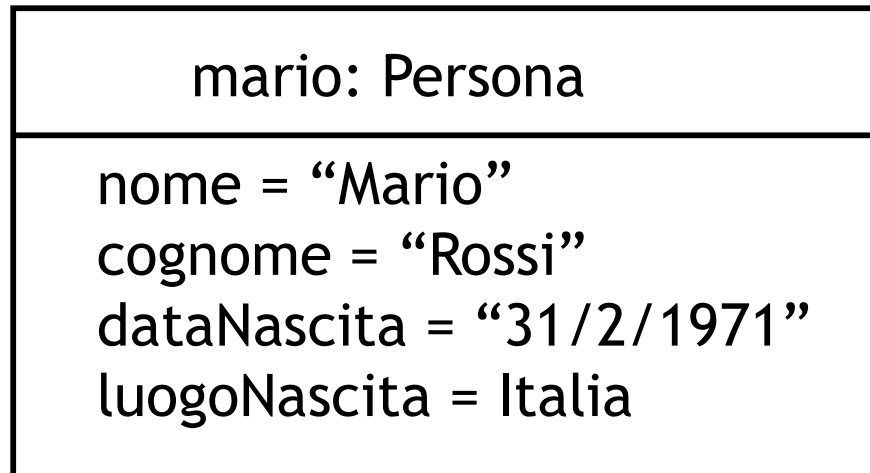 mario: Persona
nome = “Mario”
cognome = “Rossi”
dataNascita = “31/2/1971”
luogoNascita = Italia